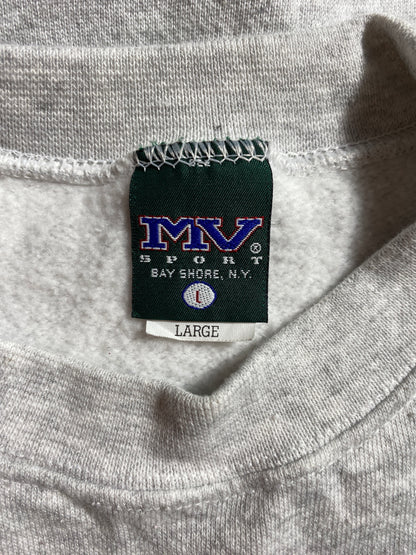 MV®
SPORT
BAY SHORE, N.Y.
L
LARGE